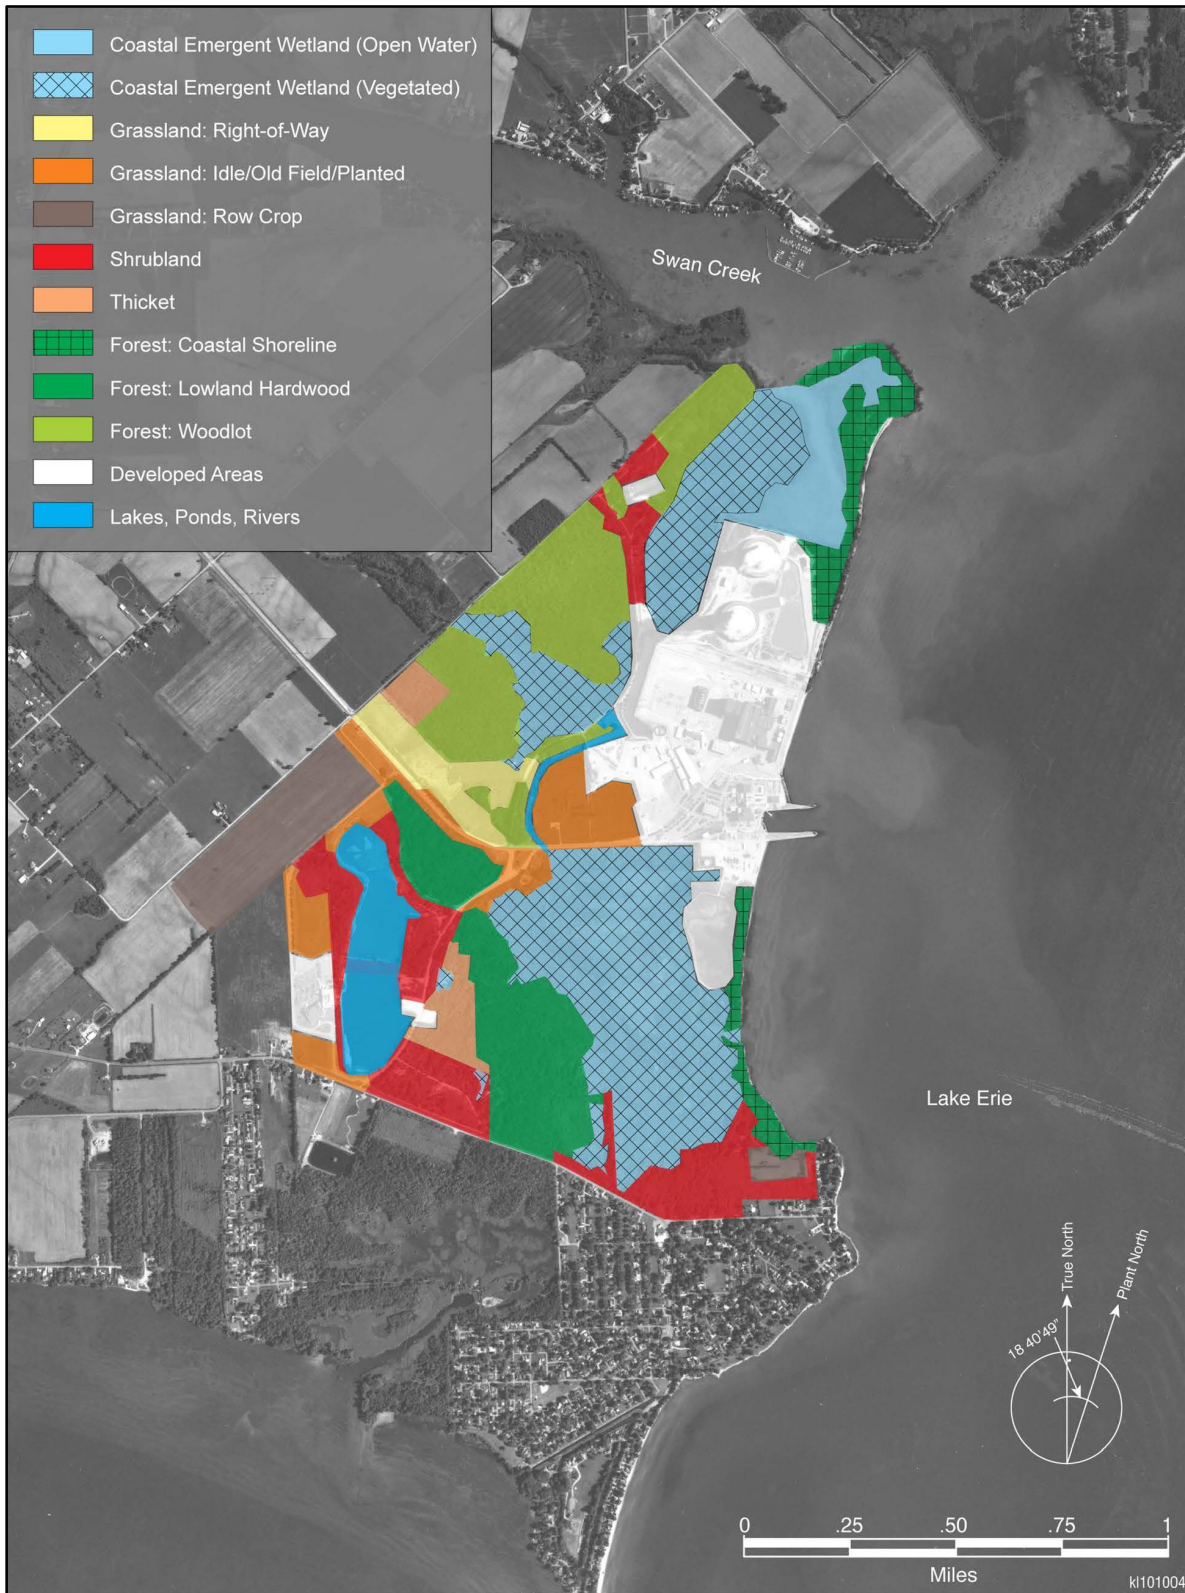 Coastal Emergent Wetland (Open Water)
Coastal Emergent Wetland (Vegetated)
Grassland: Right-of-Way
Grassland: Idle/Old Field/Planted
Grassland: Row Crop
Shrubland
Thicket
Forest: Coastal Shoreline
Forest: Lowland Hardwood
Forest: Woodlot
Developed Areas
Lakes, Ponds, Rivers
Swan Creek
Lake Erie
True North
Plant North
18 40'49"
0 .25 .50 .75 1
Miles
kl101004